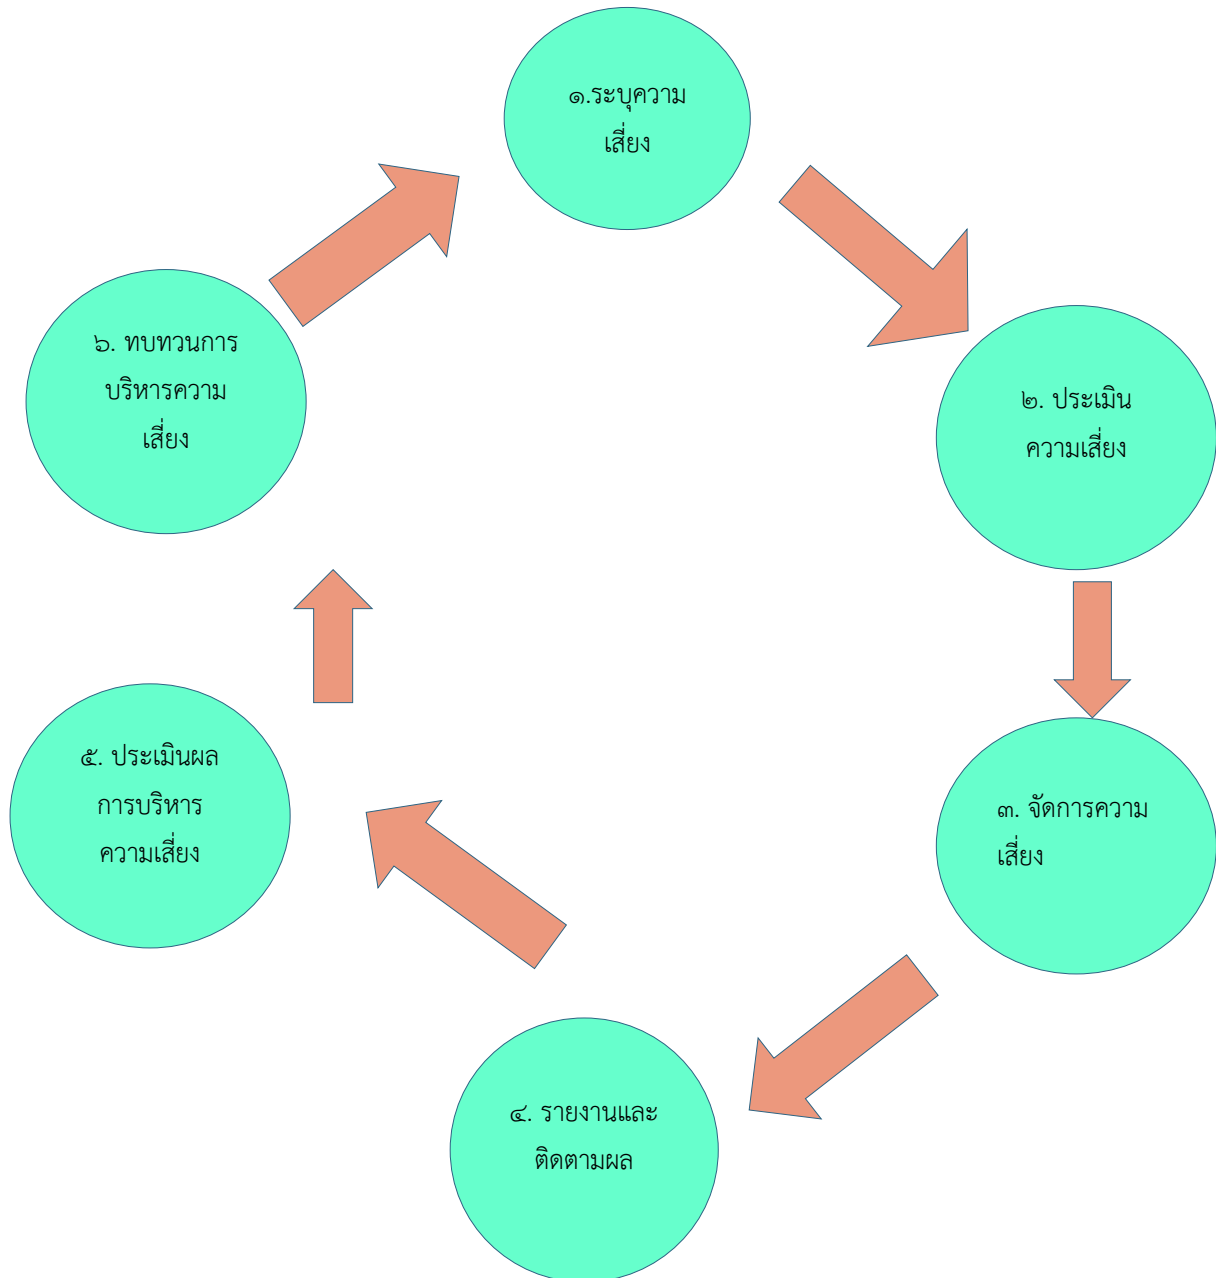 ๑.ระบุความ
เสี่ยง
๒. ประเมิน
ความเสี่ยง
๓. จัดการความ
เสี่ยง
๔. รายงานและ
ติดตามผล
๕. ประเมินผล
การบริหาร
ความเสี่ยง
๖. ทบทวนการ
บริหารความ
เสี่ยง